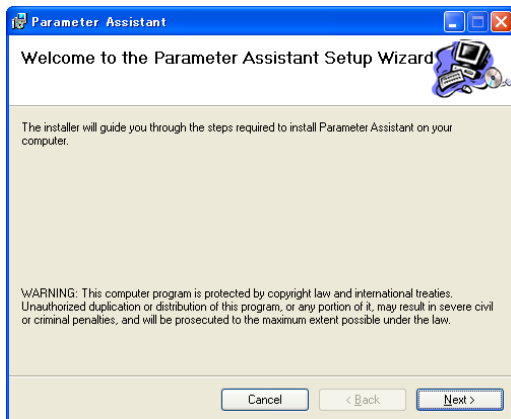 Parameter Assistant
Welcome to the Parameter Assistant Setup Wizard
The installer will guide you through the steps required to install Parameter Assistant on your
computer.
WARNING: This computer program is protected by copyright law and international treaties.
Unauthorized duplication or distribution of this program, or any portion of it, may result in severe civil
or criminal penalties, and will be prosecuted to the maximum extent possible under the law.
Cancel < Back Next >